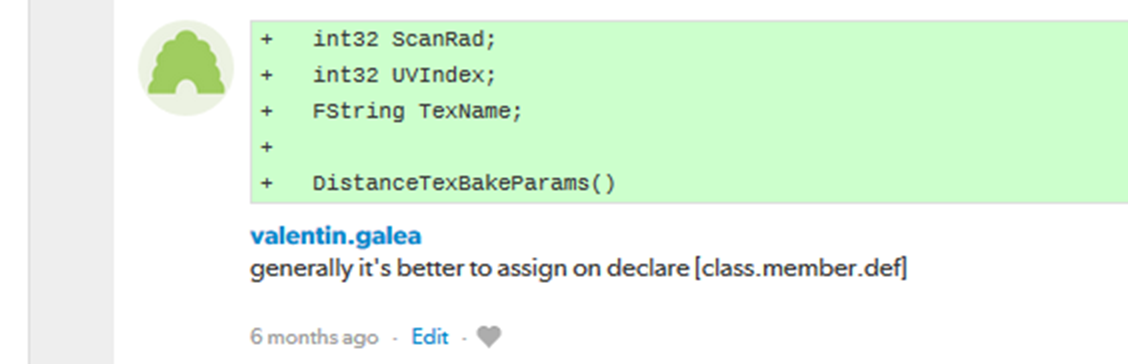 + int32 ScanRad;
+ int32 UVIndex;
+ FString TexName;
+
+ DistanceTexBakeParams()
valentin.galea
generally it's better to assign on declare [class.member.def]
6 months ago · Edit ·